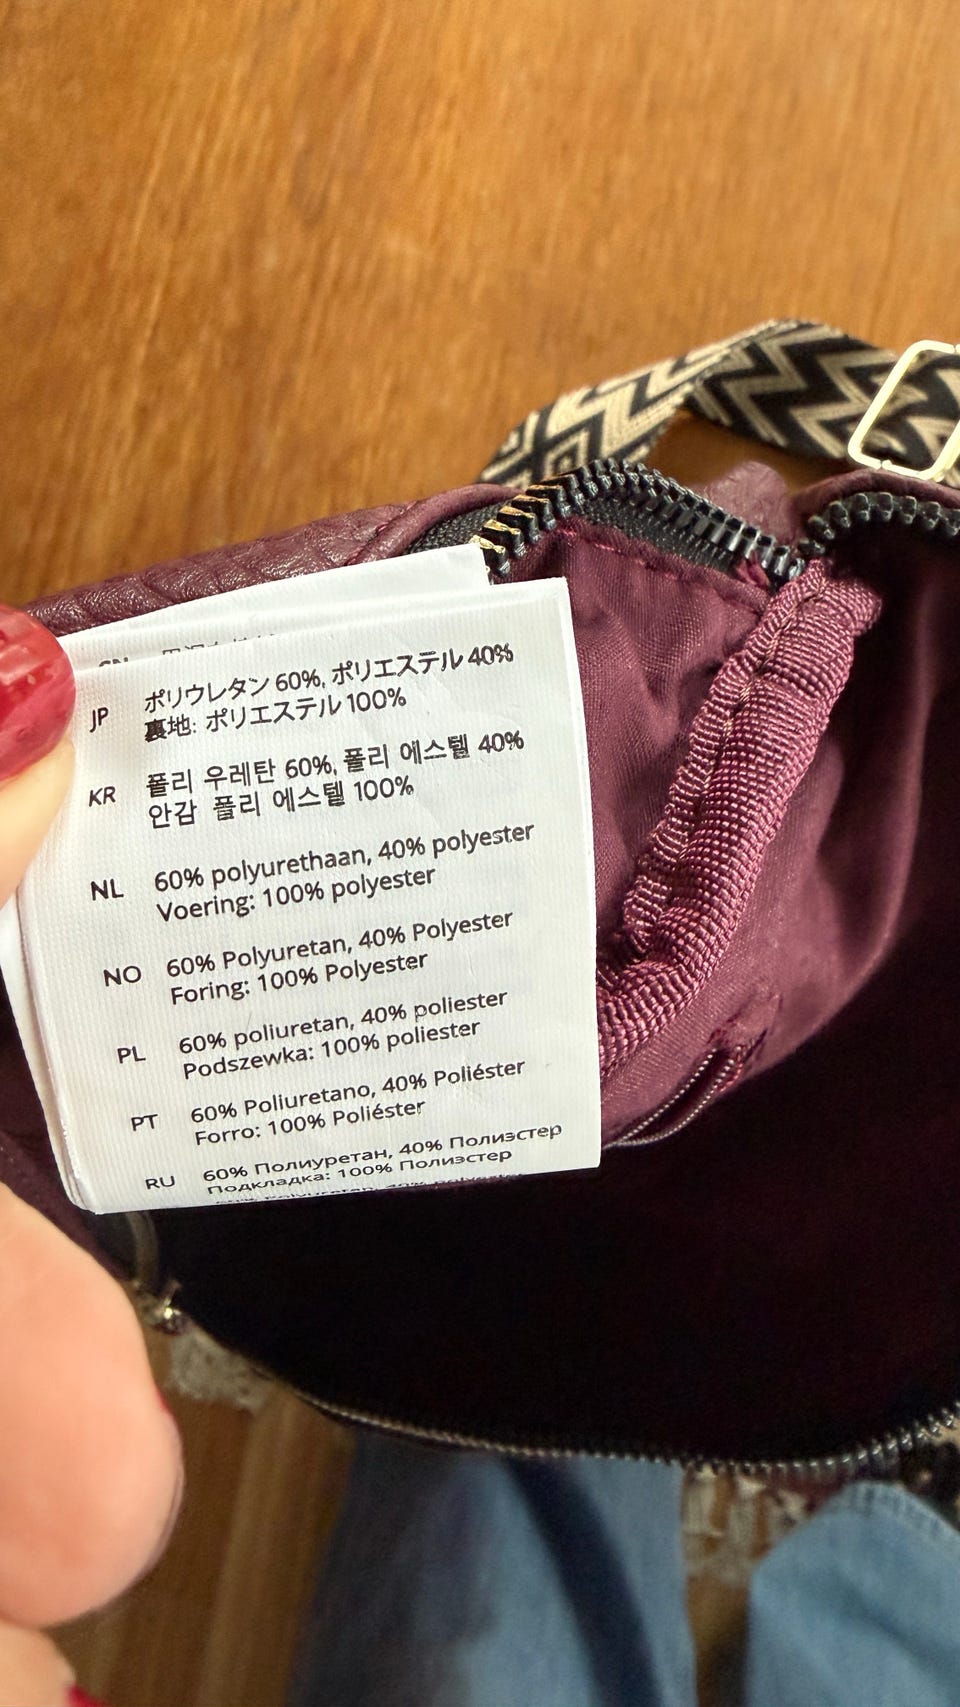 JP ポリウレタン 60%, ポリエステル 40%
裏地: ポリエステル 100%
KR 폴리 우레탄 60%, 폴리 에스텔 40%
안감 폴리 에스텔 100%
NL 60% polyurethaan, 40% polyester
Voering: 100% polyester
NO 60% Polyuretan, 40% Polyester
Foring: 100% Polyester
PL 60% poliuretan, 40% poliester
Podszewka: 100% poliester
PT 60% Poliuretano, 40% Poliéster
Forro: 100% Poliéster
RU 60% Полиуретан, 40% Полиэстер
Подкладка: 100% Полиэстер